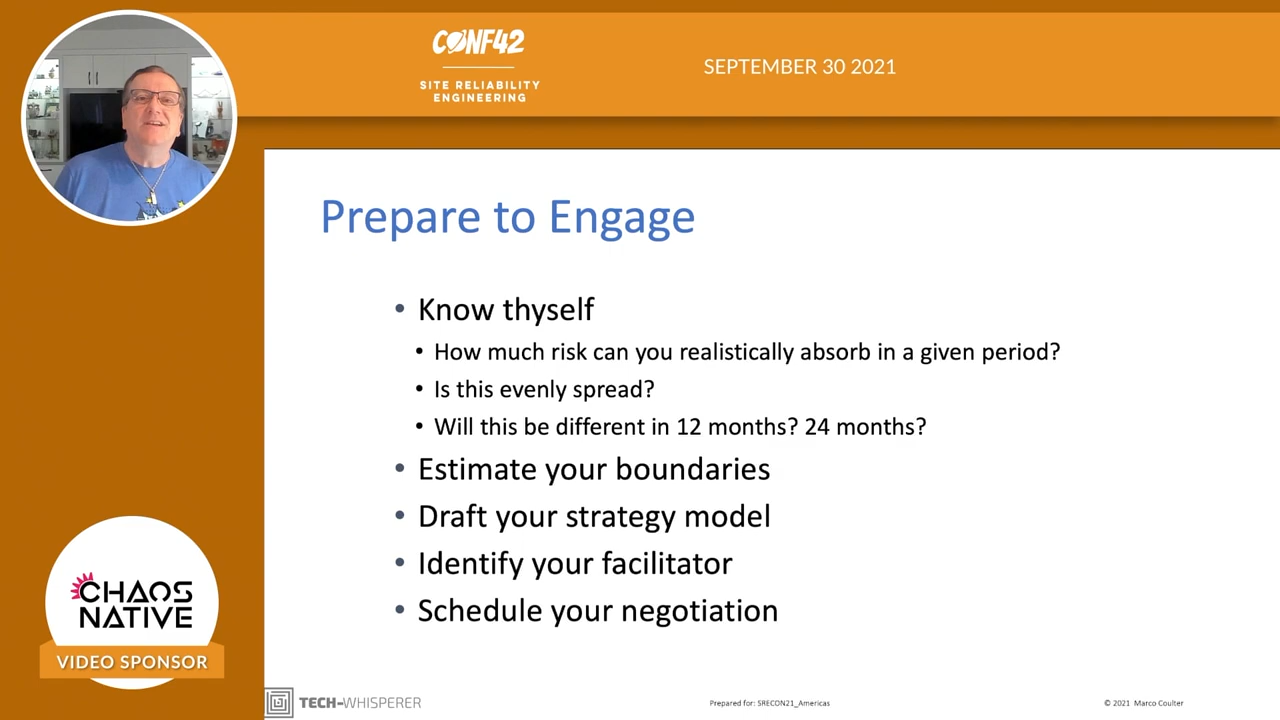 CONF42
SITE RELIABILITY
ENGINEERING
SEPTEMBER 30 2021
Prepare to Engage
• Know thyself
• How much risk can you realistically absorb in a given period?
• Is this evenly spread?
• Will this be different in 12 months? 24 months?
• Estimate your boundaries
• Draft your strategy model
• Identify your facilitator
• Schedule your negotiation
CHAOS
NATIVE
VIDEO SPONSOR
TECH-WHISPERER
Prepared for: SRECON21_Americas
© 2021 Marco Coulter